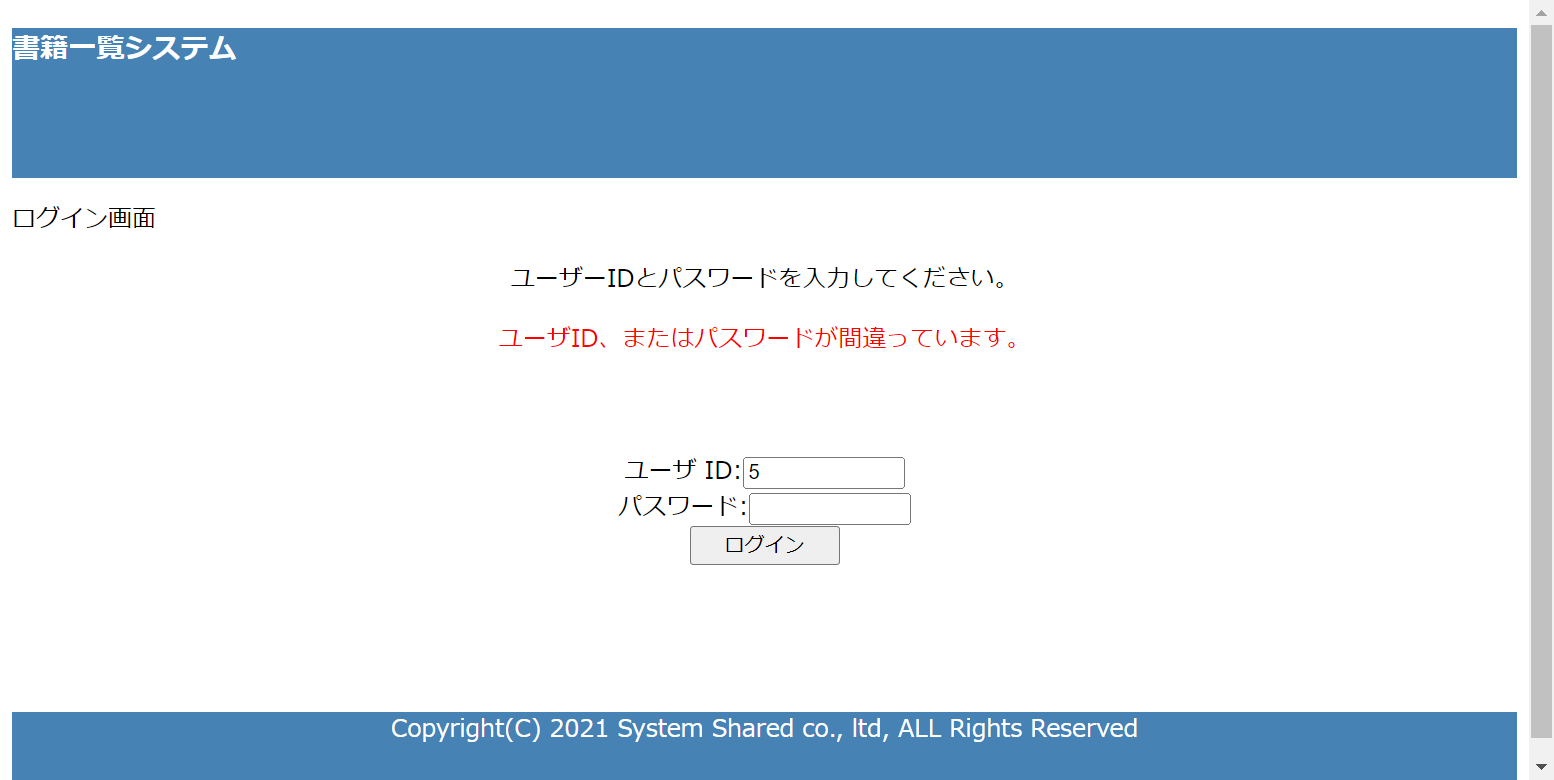 書籍一覧システム
ログイン画面
ユーザーIDとパスワードを入力してください。
ユーザID、またはパスワードが間違っています。
ユーザ ID:5
パスワード:
ログイン
Copyright(C) 2021 System Shared co., ltd, ALL Rights Reserved